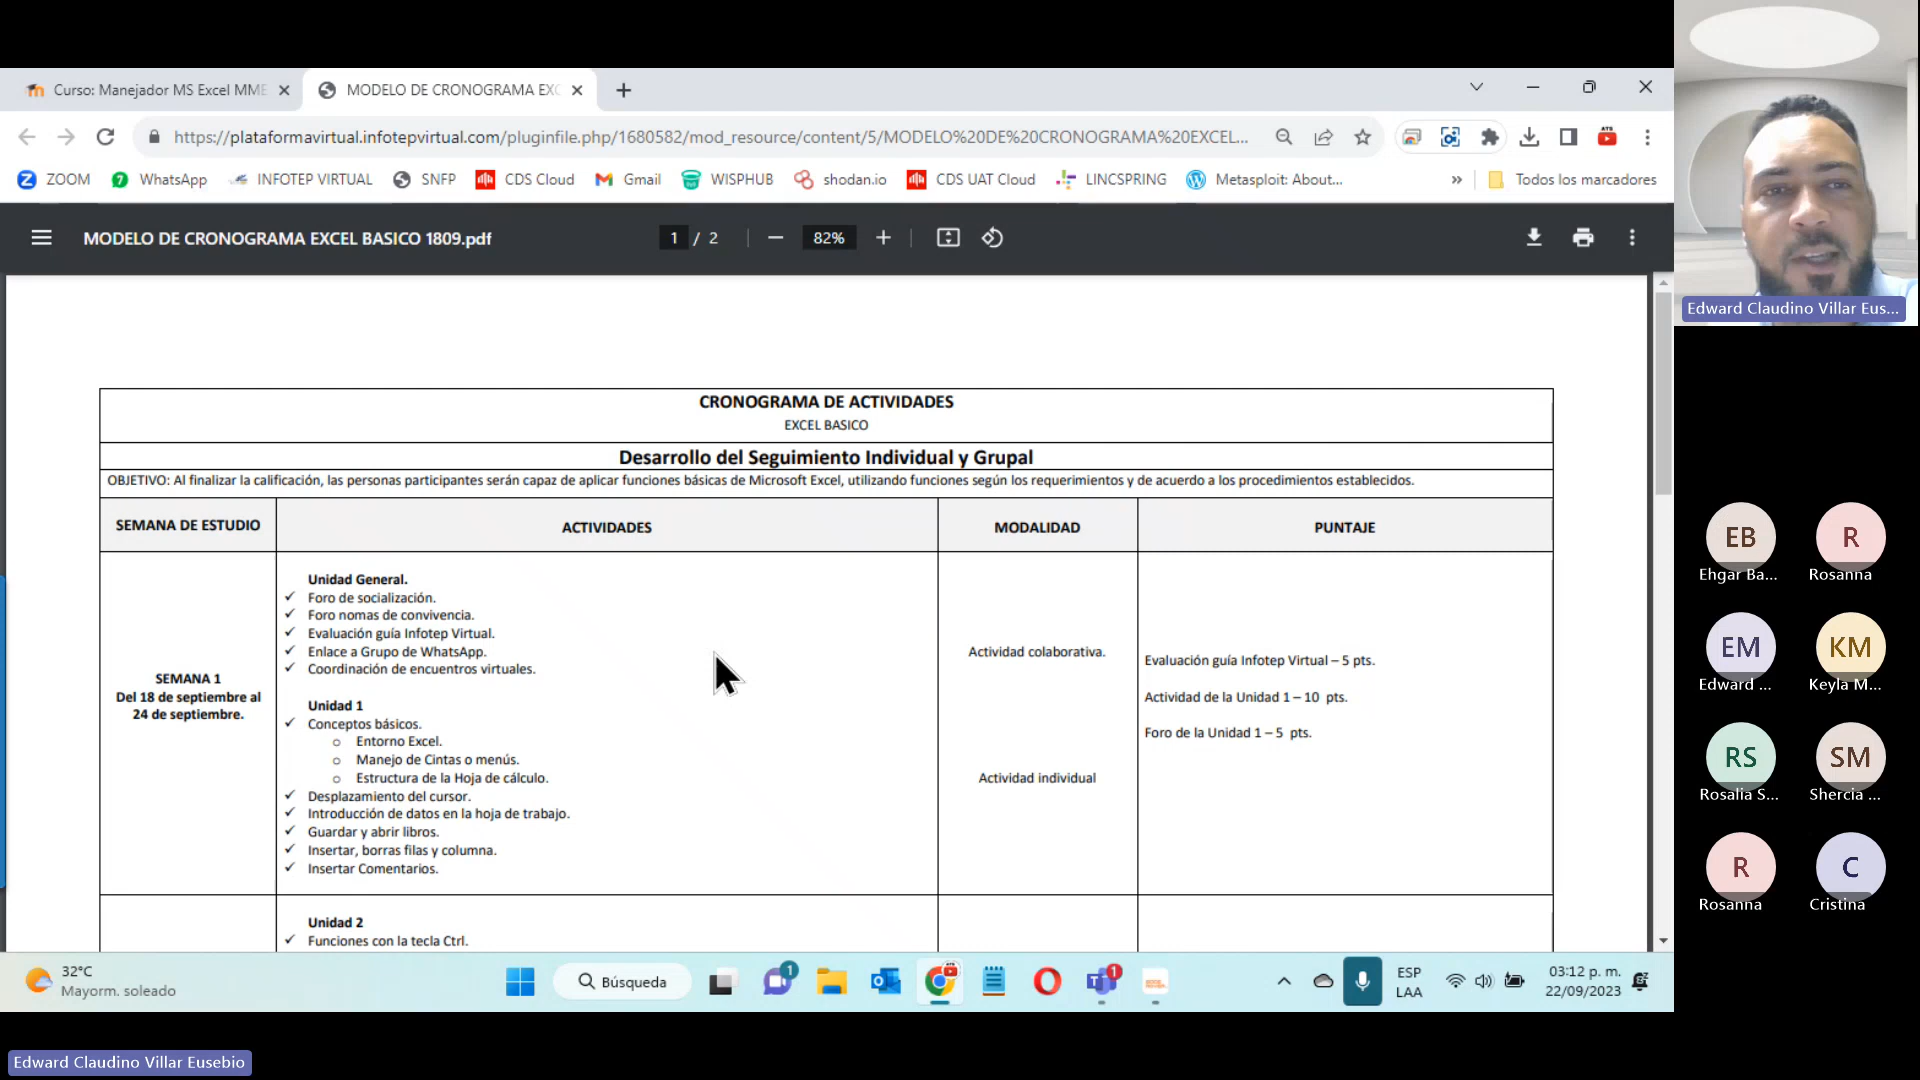 Curso: Manejador MS Excel MME
MODELO DE CRONOGRAMA EXC
https://plataformavirtual.infotepvirtual.com/pluginfile.php/1680582/mod_resource/content/5/MODELO%20DE%20CRONOGRAMA%20EXCEL...
ZOOM
WhatsApp
INFOTEP VIRTUAL
SNFP
CDS Cloud
Gmail
WISPHUB
shodan.io
CDS UAT Cloud
LINCSPRING
Metasploit: About...
»
Todos los marcadores
MODELO DE CRONOGRAMA EXCEL BASICO 1809.pdf
1 / 2
82%
CRONOGRAMA DE ACTIVIDADES
EXCEL BASICO
Desarrollo del Seguimiento Individual y Grupal
OBJETIVO: Al finalizar la calificación, las personas participantes serán capaz de aplicar funciones básicas de Microsoft Excel, utilizando funciones según los requerimientos y de acuerdo a los procedimientos establecidos.
SEMANA DE ESTUDIO
ACTIVIDADES
MODALIDAD
PUNTAJE
SEMANA 1
Del 18 de septiembre al
24 de septiembre.
Unidad General.
✓ Foro de socialización.
✓ Foro nomas de convivencia.
✓ Evaluación guía Infotep Virtual.
✓ Enlace a Grupo de WhatsApp.
✓ Coordinación de encuentros virtuales.
Unidad 1
✓ Conceptos básicos.
o Entorno Excel.
o Manejo de Cintas o menús.
o Estructura de la Hoja de cálculo.
✓ Desplazamiento del cursor.
✓ Introducción de datos en la hoja de trabajo.
✓ Guardar y abrir libros.
✓ Insertar, borras filas y columna.
✓ Insertar Comentarios.
Actividad colaborativa.
Actividad individual
Evaluación guía Infotep Virtual – 5 pts.
Actividad de la Unidad 1 – 10 pts.
Foro de la Unidad 1 – 5 pts.
Unidad 2
✓ Funciones con la tecla Ctrl.
32°C
Mayorm. soleado
Búsqueda
1
1
ESP
LAA
03:12 p. m.
22/09/2023
Edward Claudino Villar Eus...
EB
Ehgar Ba...
R
Rosanna
EM
Edward ...
KM
Keyla M...
RS
Rosalia S...
SM
Shercia ...
R
Rosanna
C
Cristina
Edward Claudino Villar Eusebio